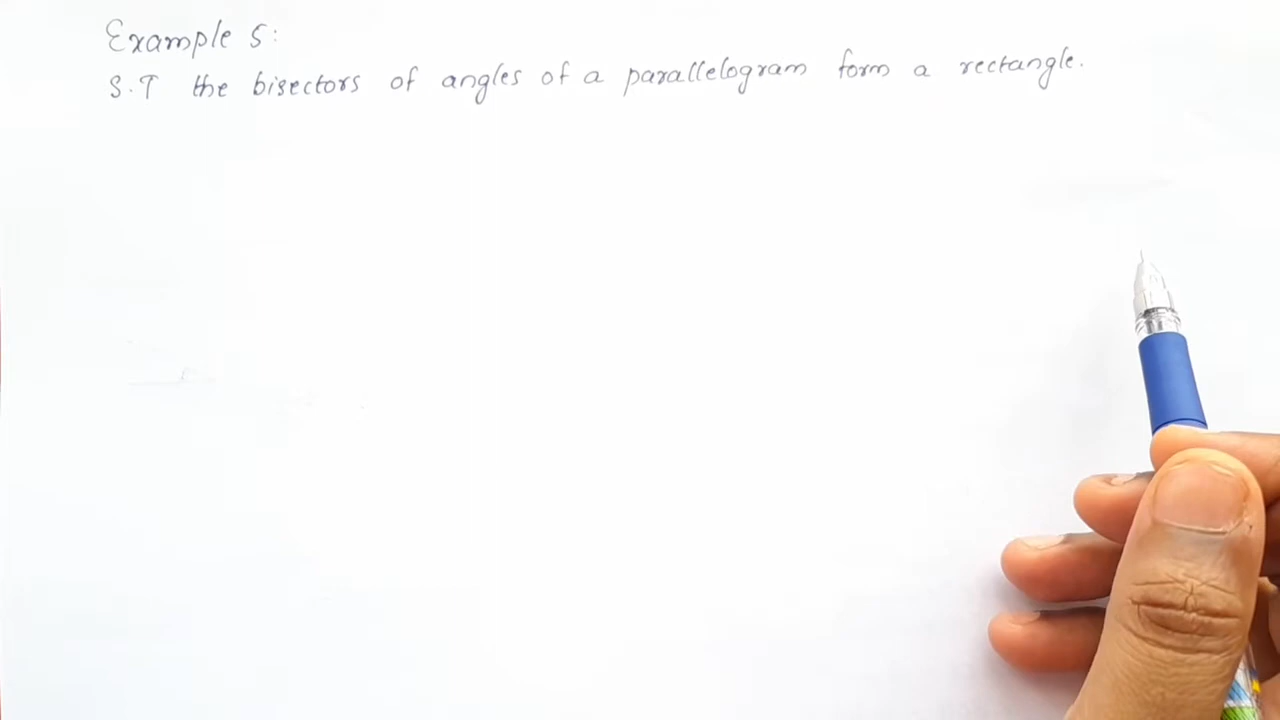 Example 5:
S.T the bisectors of angles of a parallelogram form a rectangle.